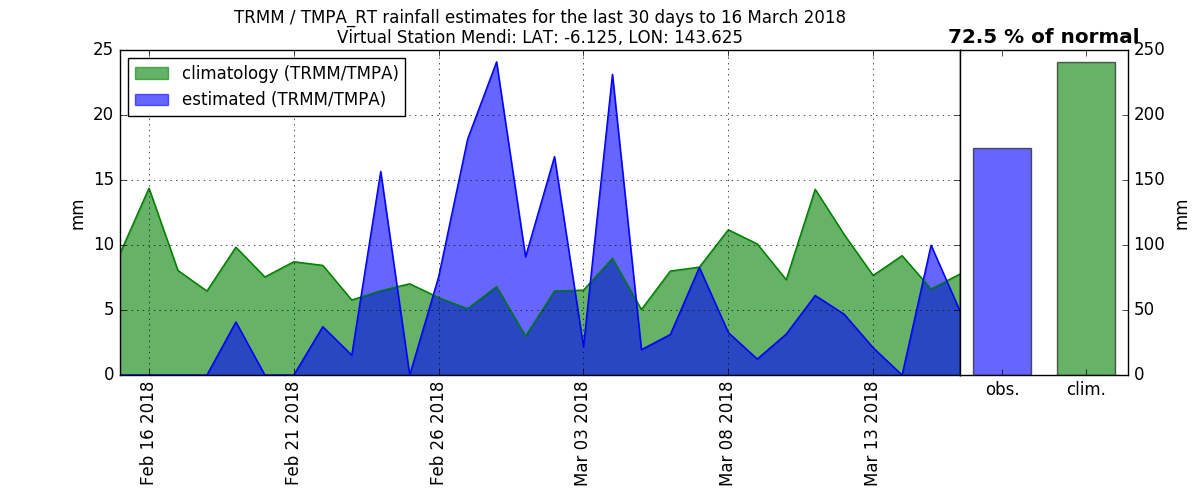 TRMM / TMPA_RT rainfall estimates for the last 30 days to 16 March 2018
Virtual Station Mendi: LAT: -6.125, LON: 143.625
72.5 % of normal
climatology (TRMM/TMPA)
estimated (TRMM/TMPA)
25
20
15
10
5
0
mm
250
200
150
100
50
0
mm
Feb 16 2018
Feb 21 2018
Feb 26 2018
Mar 03 2018
Mar 08 2018
Mar 13 2018
obs.
clim.